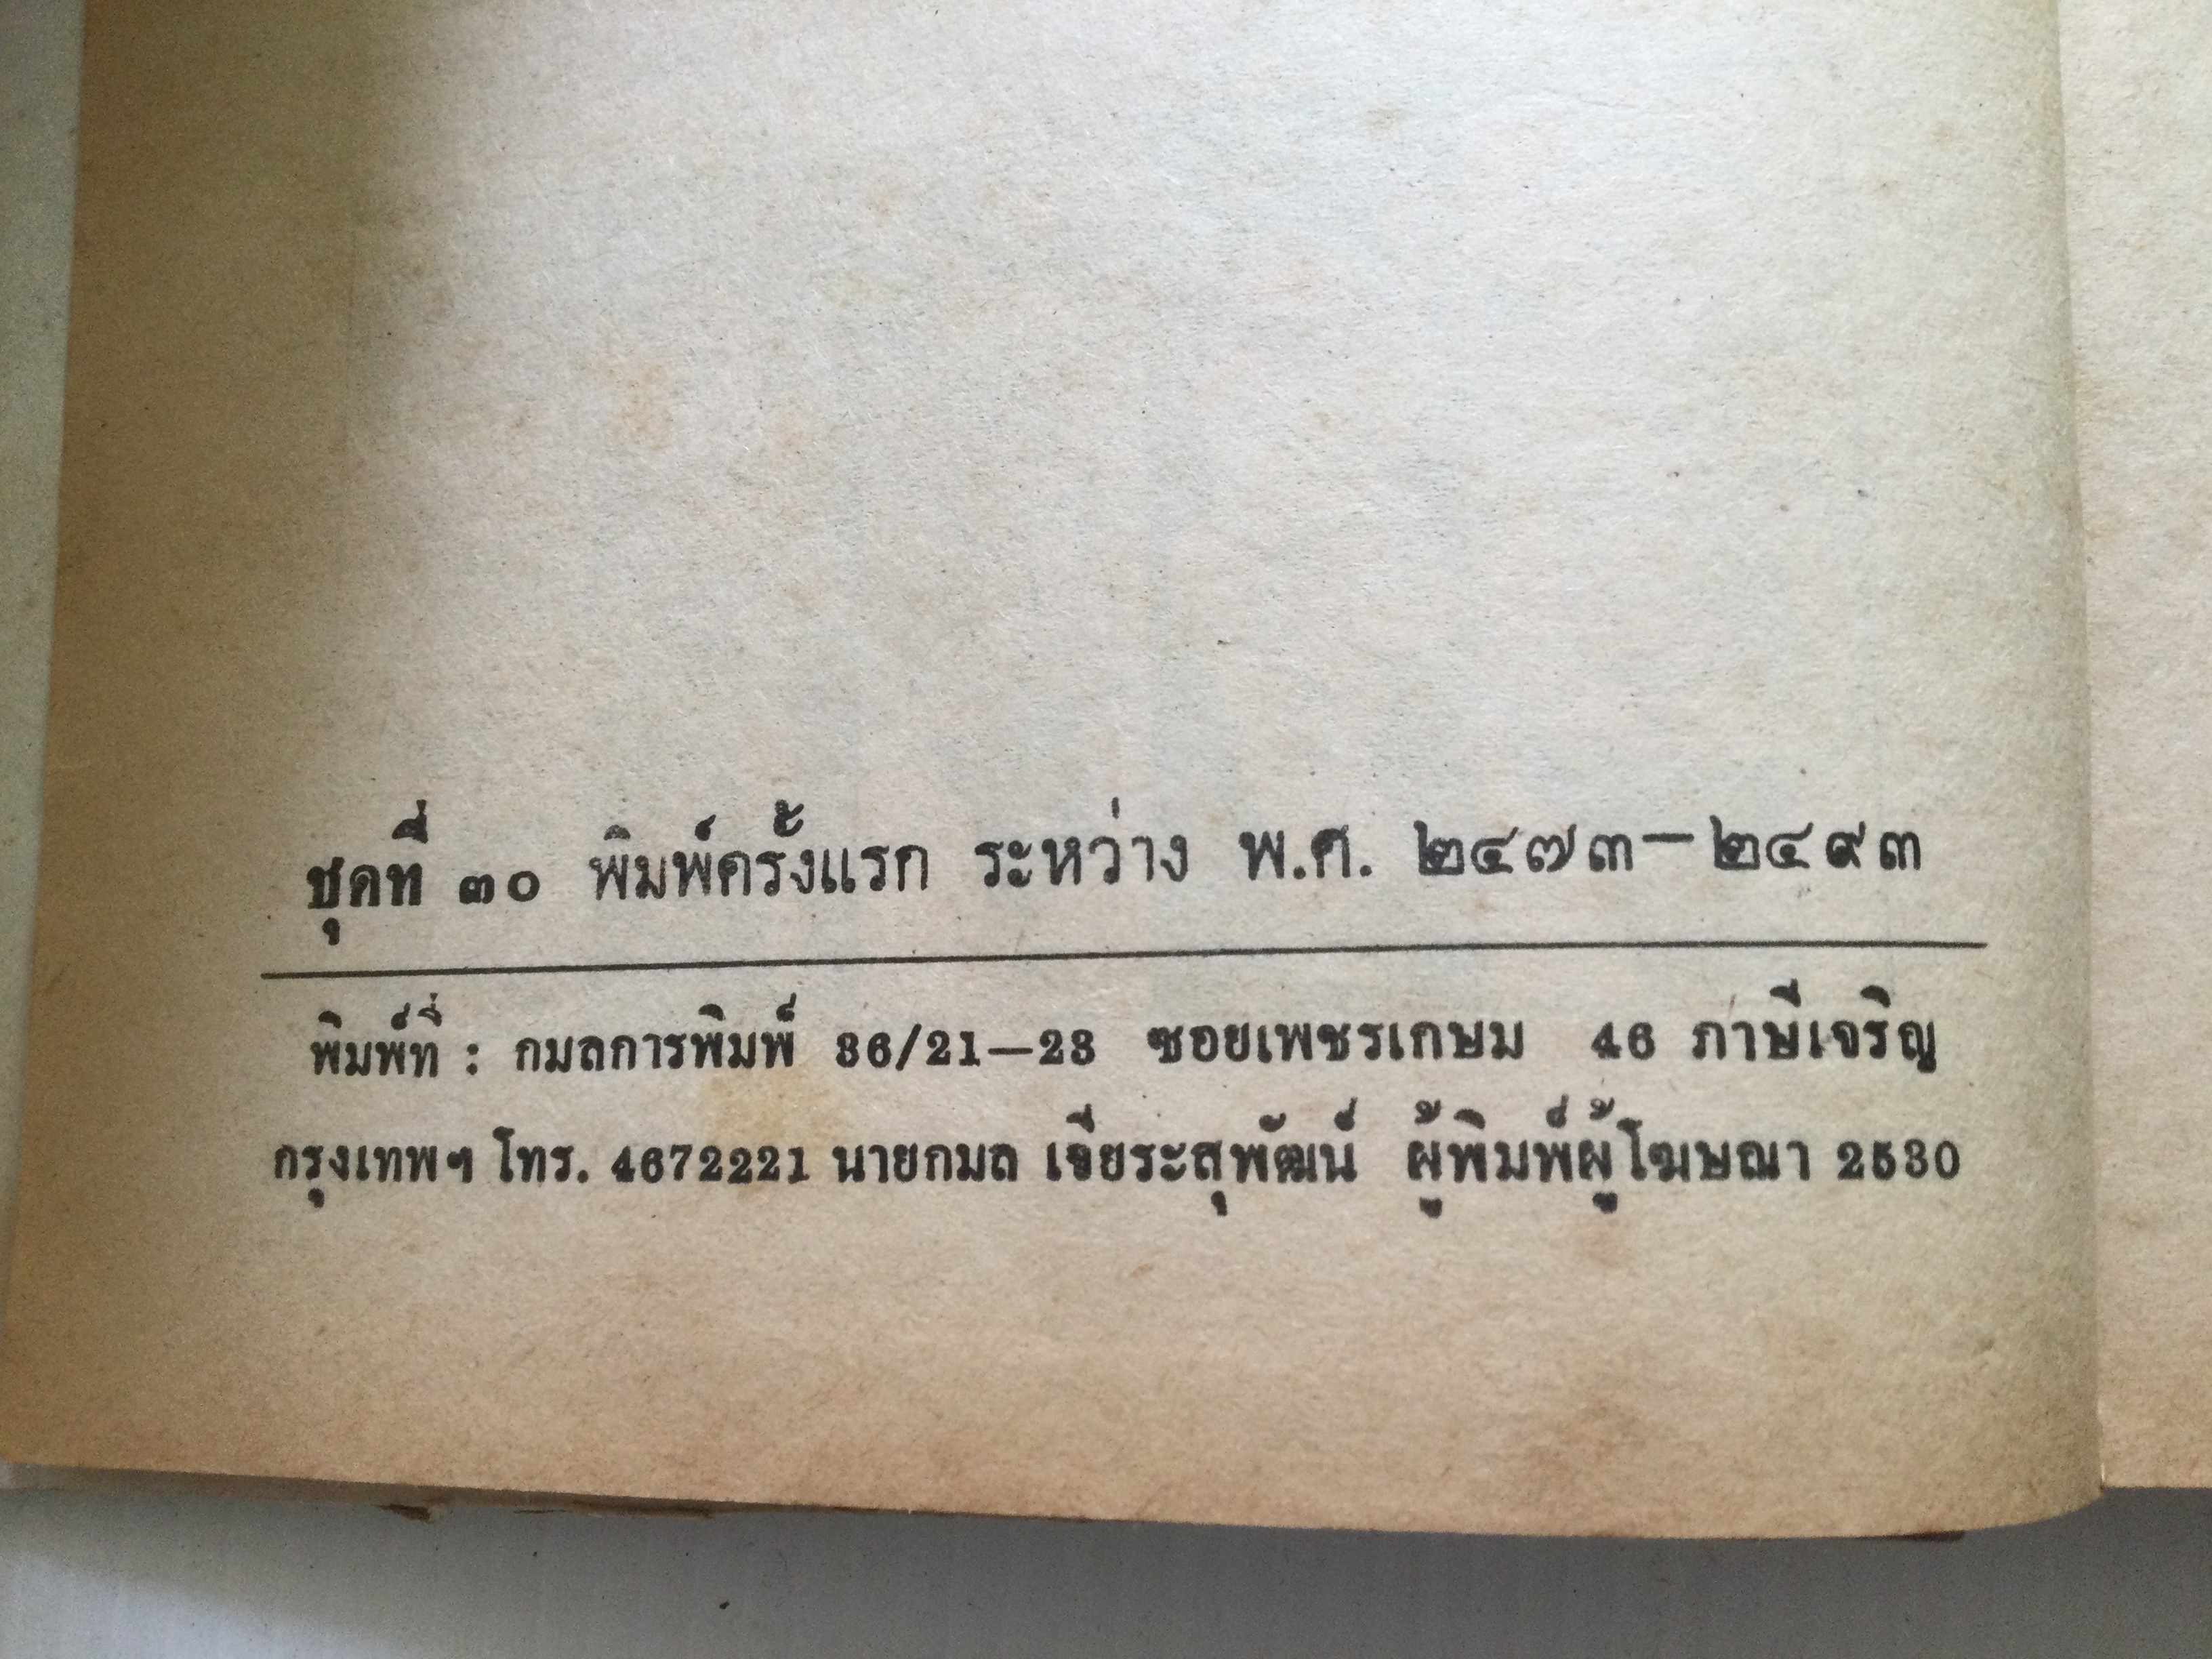 ชุดที่ ๓๐ พิมพ์ครั้งแรก ระหว่าง พ.ศ. ๒๔๗๓–๒๔๙๓
พิมพ์ที่ : กมลการพิมพ์ 36/21–23 ซอยเพชรเกษม 46 ภาษีเจริญ
กรุงเทพฯ โทร. 4672221 นายกมล เจียระสุพัฒน์ ผู้พิมพ์ผู้โฆษณา 2530